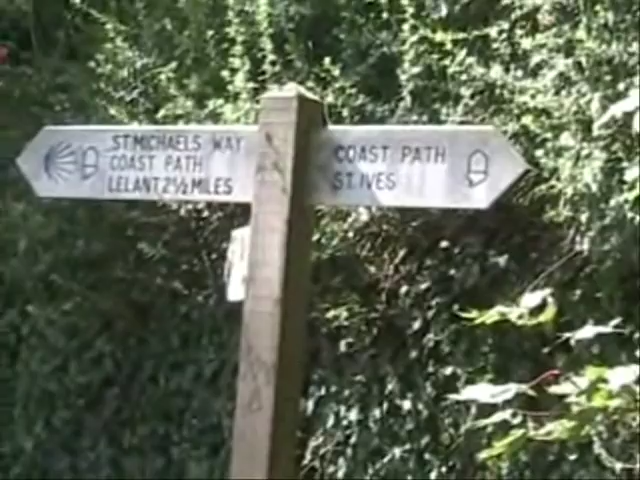 ST.MICHAELS WAY
COAST PATH
LELANT 2½ MILES
COAST PATH
ST.IVES